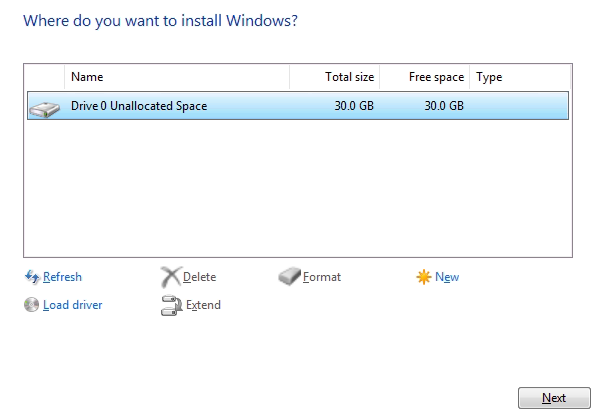 Where do you want to install Windows?
Name Total size Free space Type
Drive 0 Unallocated Space 30.0 GB 30.0 GB
Refresh Delete Format New
Load driver Extend
Next